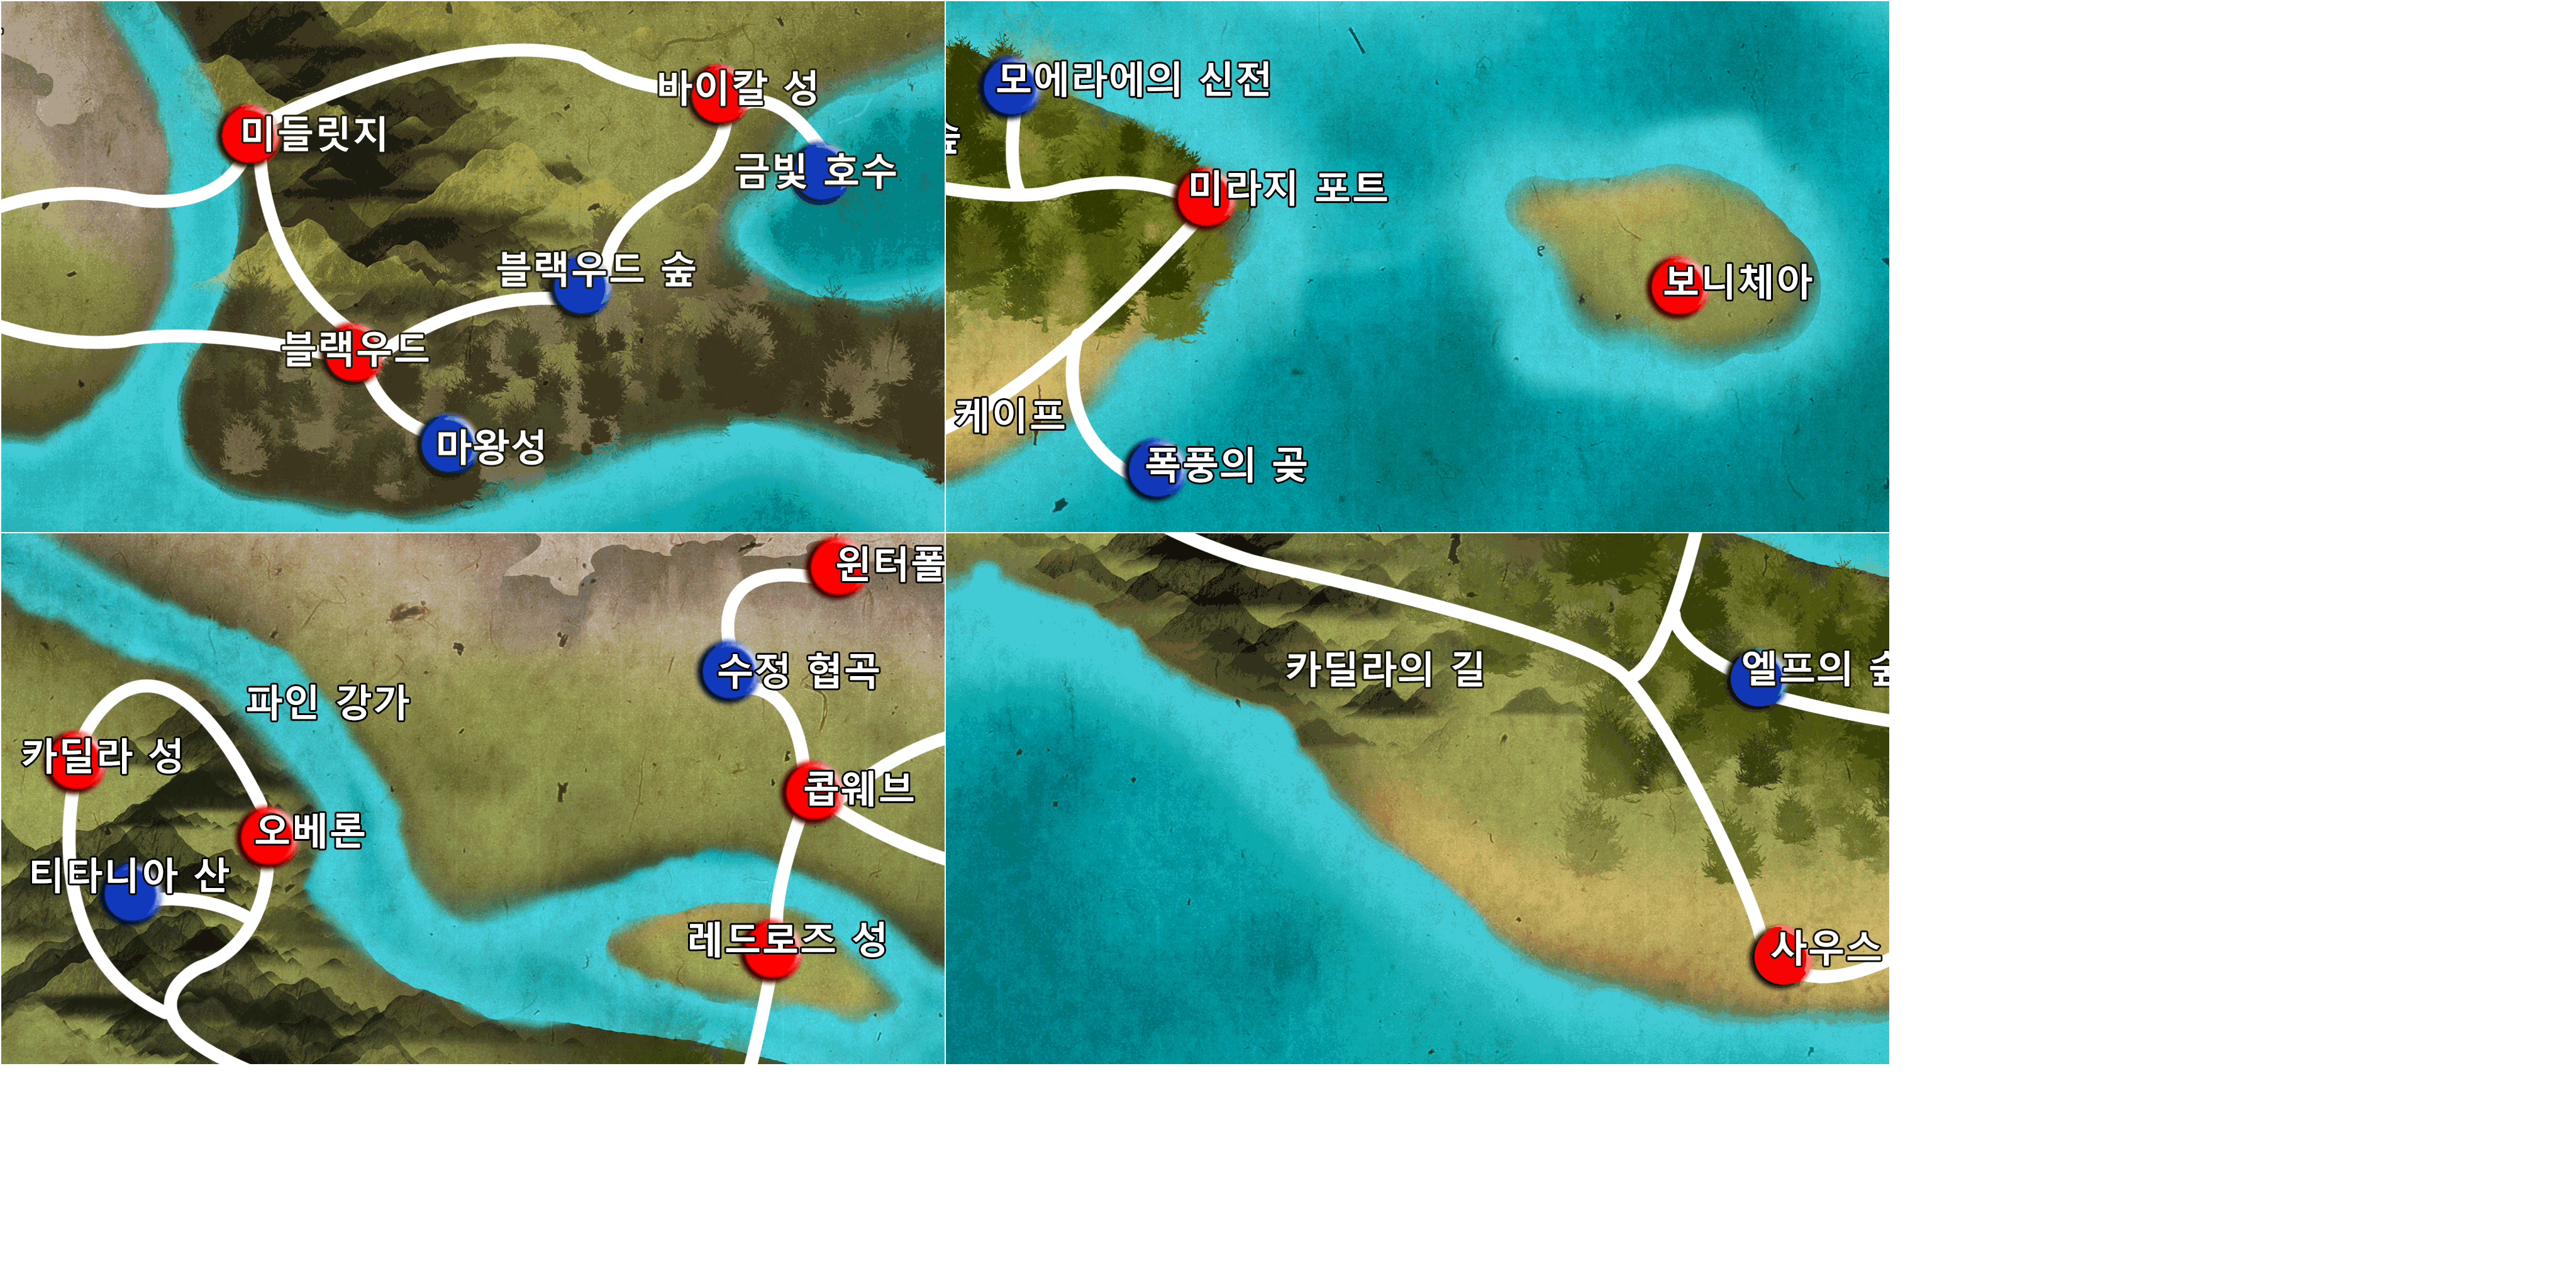 바이칼 성
미들릿지
금빛 호수
블랙우드 숲
블랙우드
마왕성
모에라에의 신전
숲
미라지 포트
보니체아
케이프
폭풍의 곶
윈터폴
수정 협곡
파인 강가
카딜라 성
콥웨브
오베론
티타니아 산
레드로즈 성
카딜라의 길
엘프의 숲
사우스